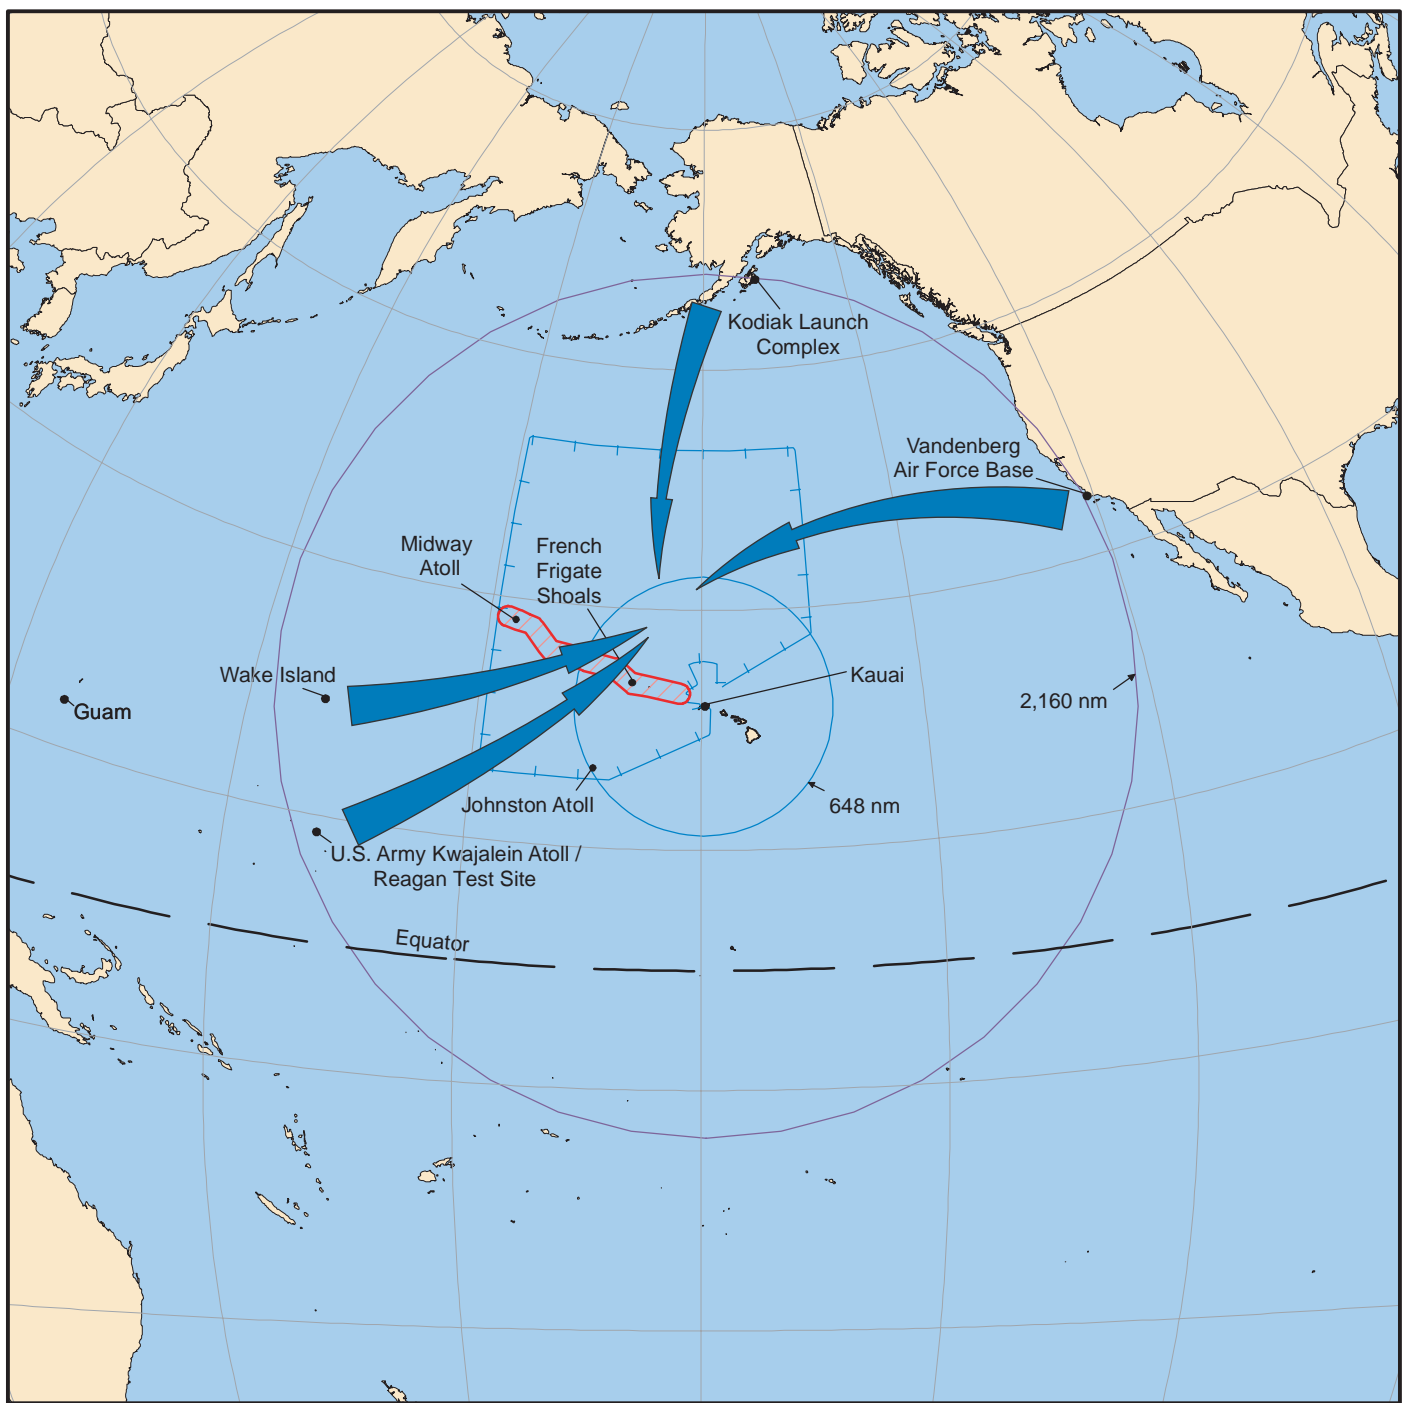 Kodiak Launch
Complex
Vandenberg
Air Force Base
Midway
Atoll
French
Frigate
Shoals
Wake Island
Kauai
Guam
2,160 nm
Johnston Atoll
648 nm
U.S. Army Kwajalein Atoll /
Reagan Test Site
Equator